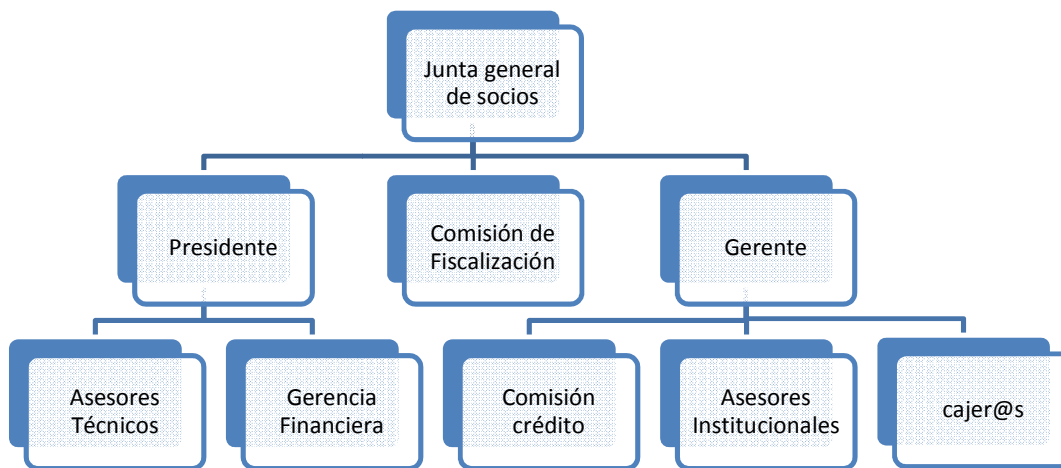 Junta general
de socios
Presidente
Comisión de
Fiscalización
Gerente
Asesores
Técnicos
Gerencia
Financiera
Comisión
crédito
Asesores
Institucionales
cajer@s